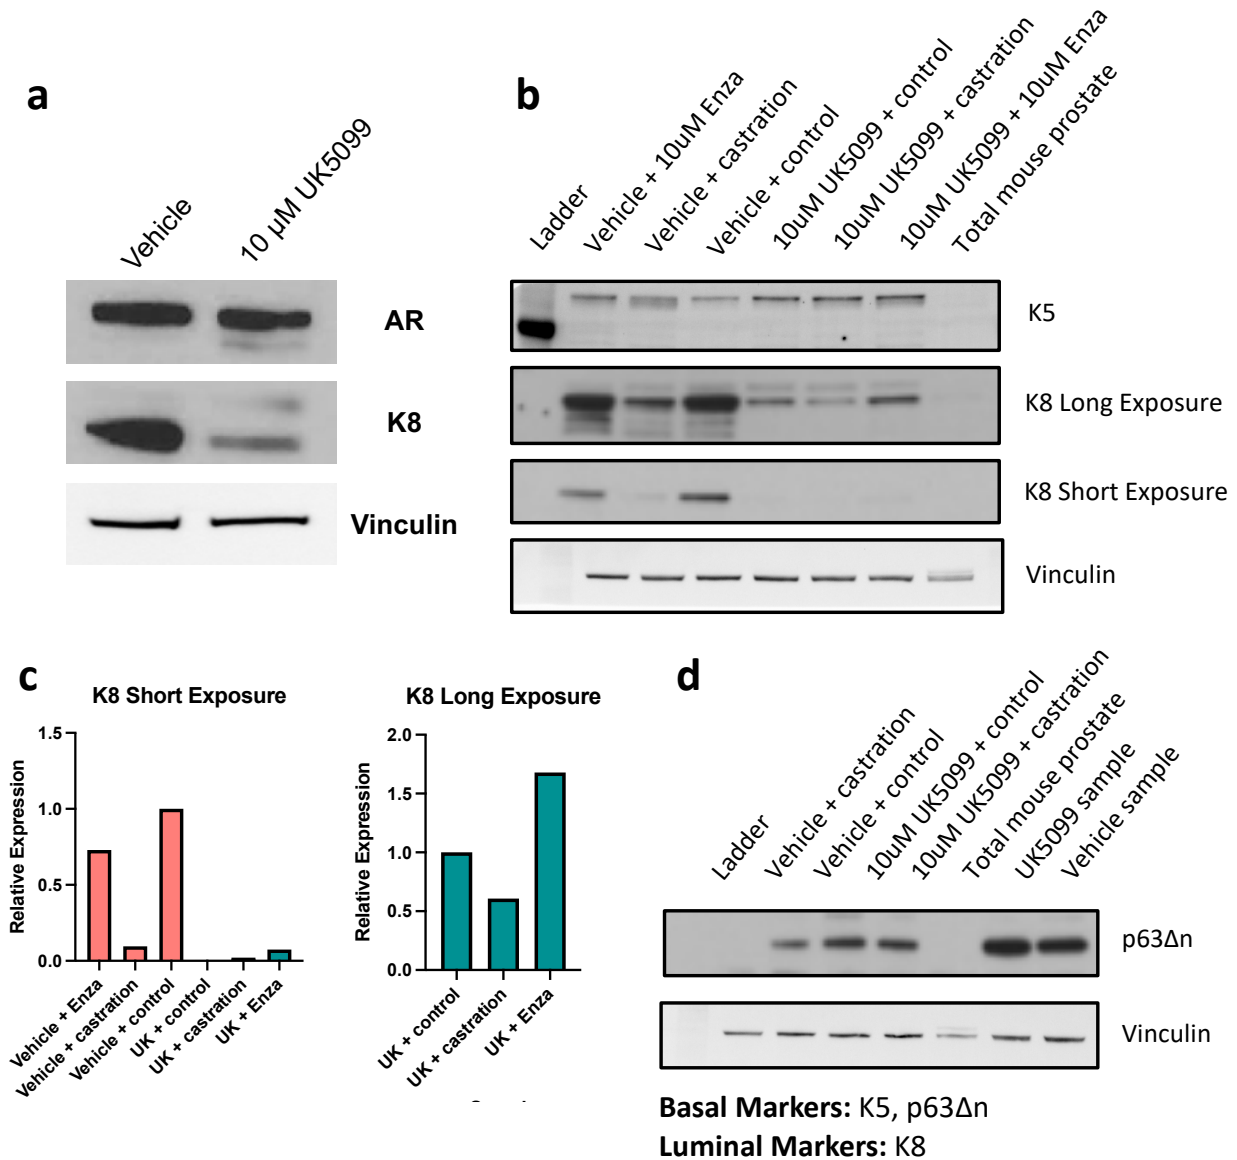 a
Vehicle
10 µM UK5099
AR
K8
Vinculin
b
Ladder
Vehicle + 10uM Enza
Vehicle + castration
Vehicle + control
10uM UK5099 + control
10uM UK5099 + castration
10uM UK5099 + 10uM Enza
Total mouse prostate
K5
K8 Long Exposure
K8 Short Exposure
Vinculin
c
K8 Short Exposure
Relative Expression
1.5
1.0
0.5
0.0
Vehicle + Enza
Vehicle + castration
Vehicle + control
UK + control
UK + castration
UK + Enza
K8 Long Exposure
Relative Expression
2.0
1.5
1.0
0.5
0.0
UK + control
UK + castration
UK + Enza
d
Ladder
Vehicle + castration
Vehicle + control
10uM UK5099 + control
10uM UK5099 + castration
Total mouse prostate
UK5099 sample
Vehicle sample
p63Δn
Vinculin
Basal Markers: K5, p63Δn
Luminal Markers: K8